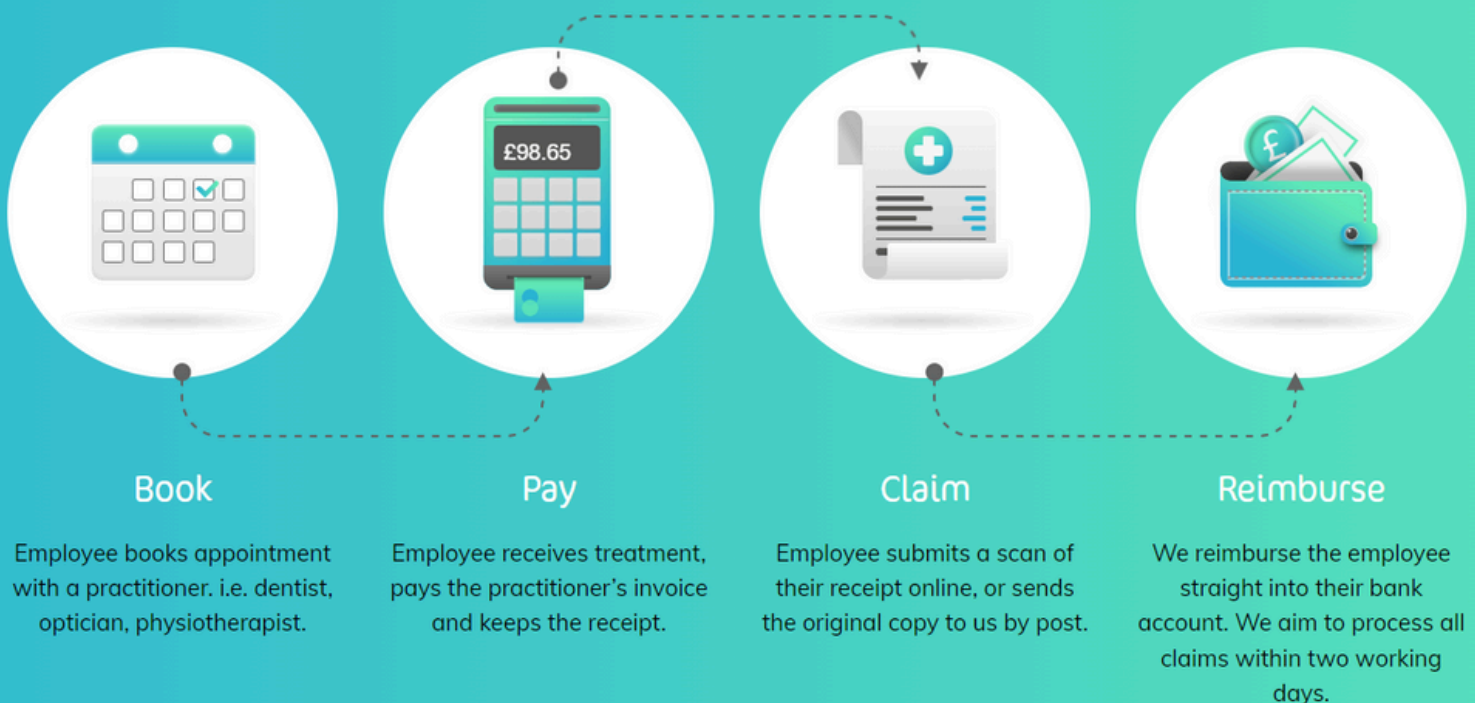 £98.65
£
Book
Employee books appointment
with a practitioner. i.e. dentist,
optician, physiotherapist.
Pay
Employee receives treatment,
pays the practitioner’s invoice
and keeps the receipt.
Claim
Employee submits a scan of
their receipt online, or sends
the original copy to us by post.
Reimburse
We reimburse the employee
straight into their bank
account. We aim to process all
claims within two working
days.